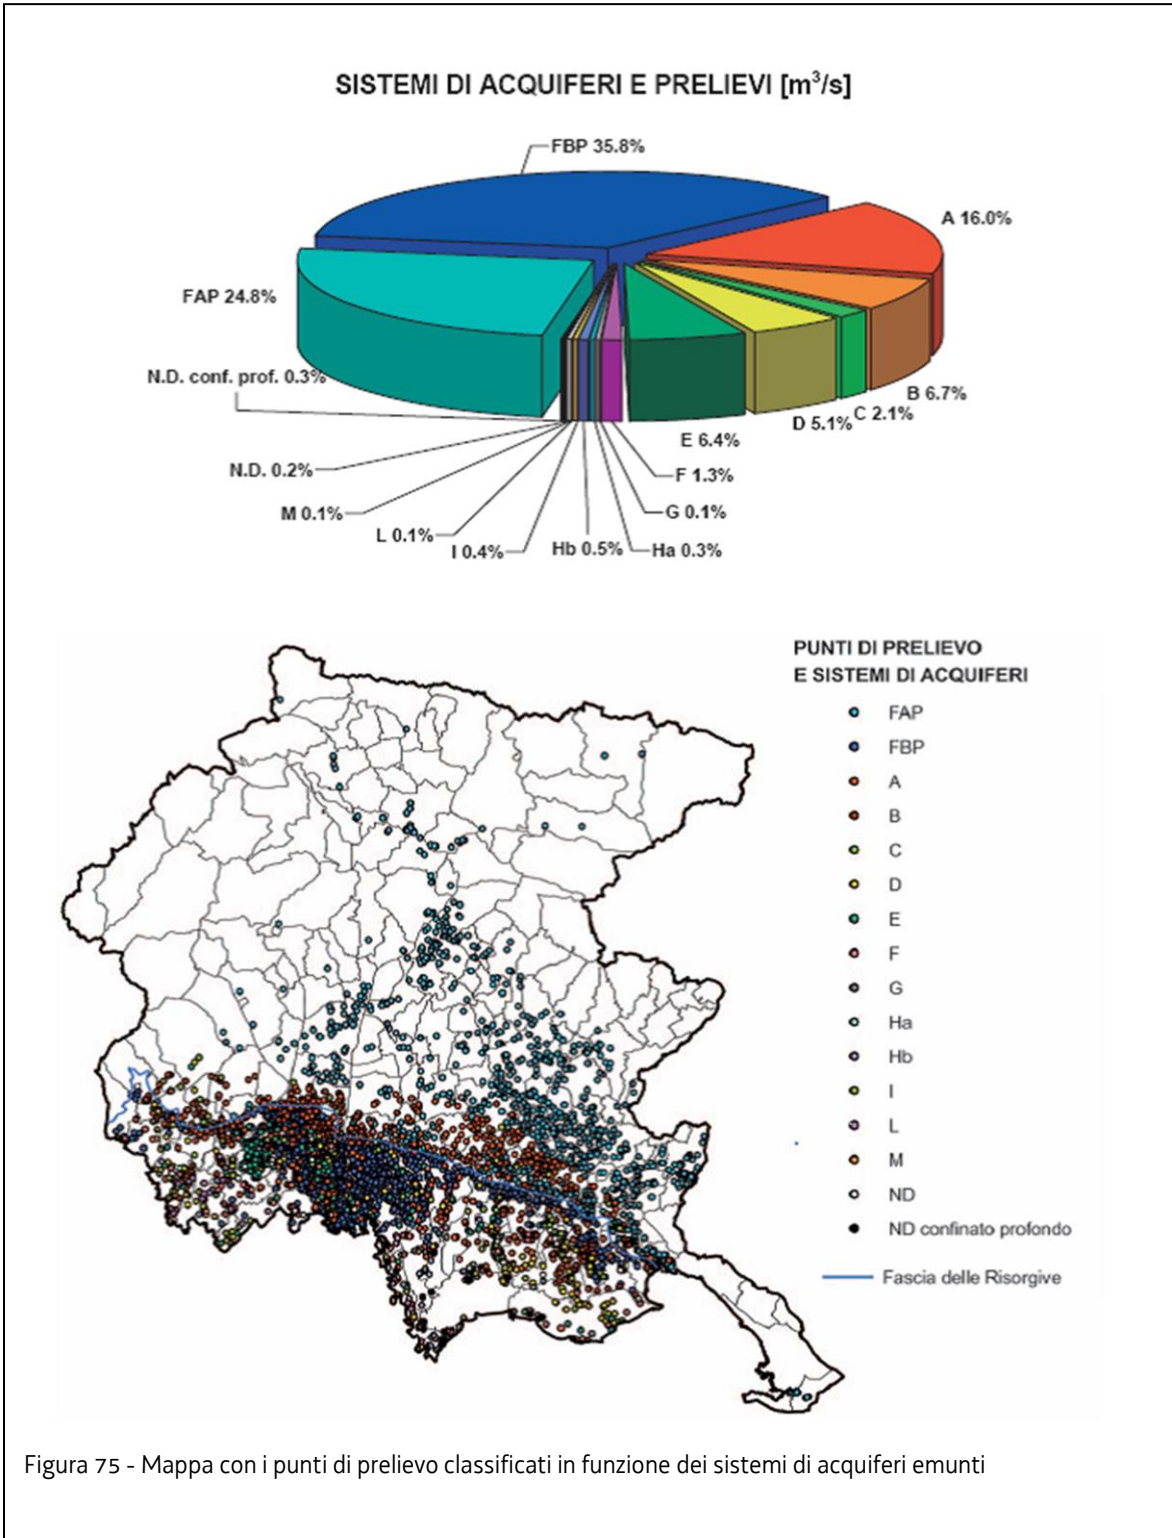 SISTEMI DI ACQUIFERI E PRELIEVI [m³/s]
FBP 35.8%
A 16.0%
FAP 24.8%
N.D. conf. prof. 0.3%
B 6.7%
C 2.1%
D 5.1%
E 6.4%
N.D. 0.2%
F 1.3%
M 0.1%
G 0.1%
L 0.1%
I 0.4%
Hb 0.5%
Ha 0.3%
PUNTI DI PRELIEVO
E SISTEMI DI ACQUIFERI
FAP
FBP
A
B
C
D
E
F
G
Ha
Hb
I
L
M
ND
ND confinato profondo
Fascia delle Risorgive
Figura 75 - Mappa con i punti di prelievo classificati in funzione dei sistemi di acquiferi emunti